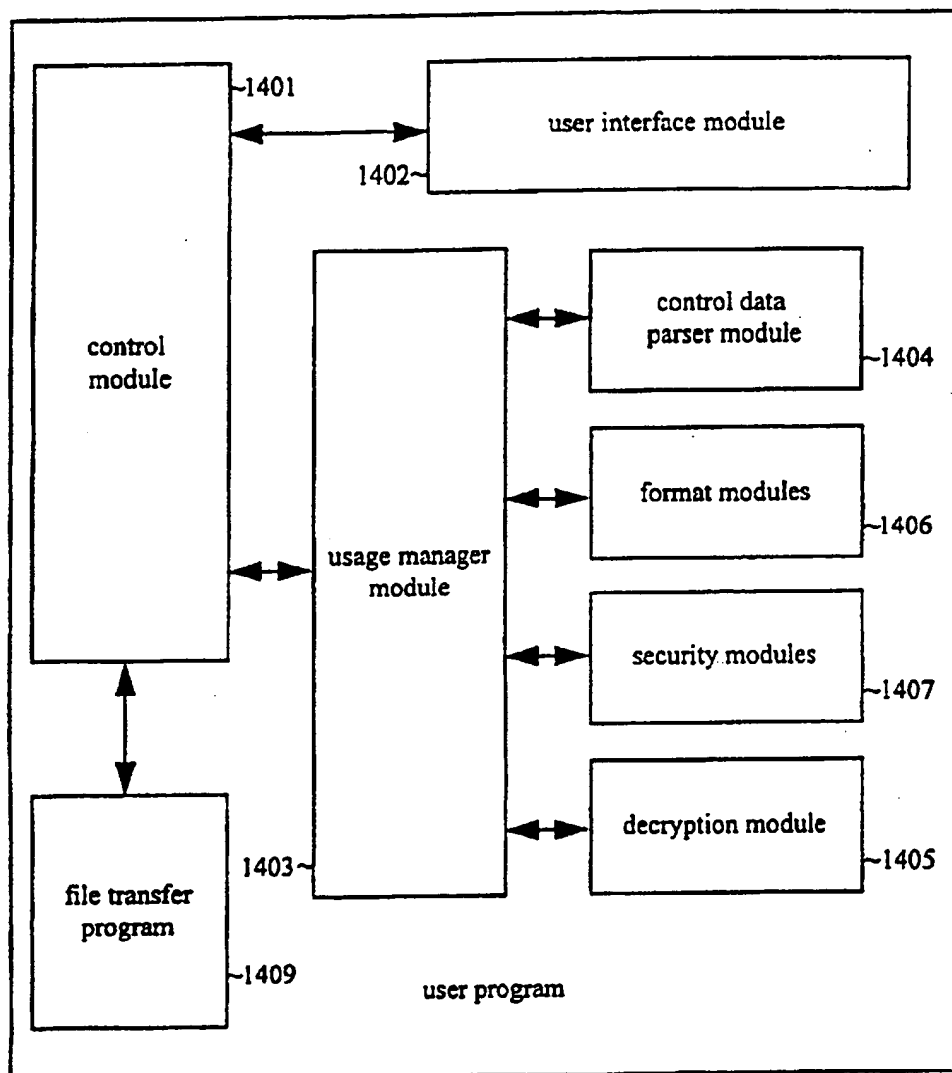 1401
user interface module
1402
control
module
control data
parser module
1404
format modules
1406
usage manager
module
security modules
1407
decryption module
1405
1403
file transfer
program
1409
user program